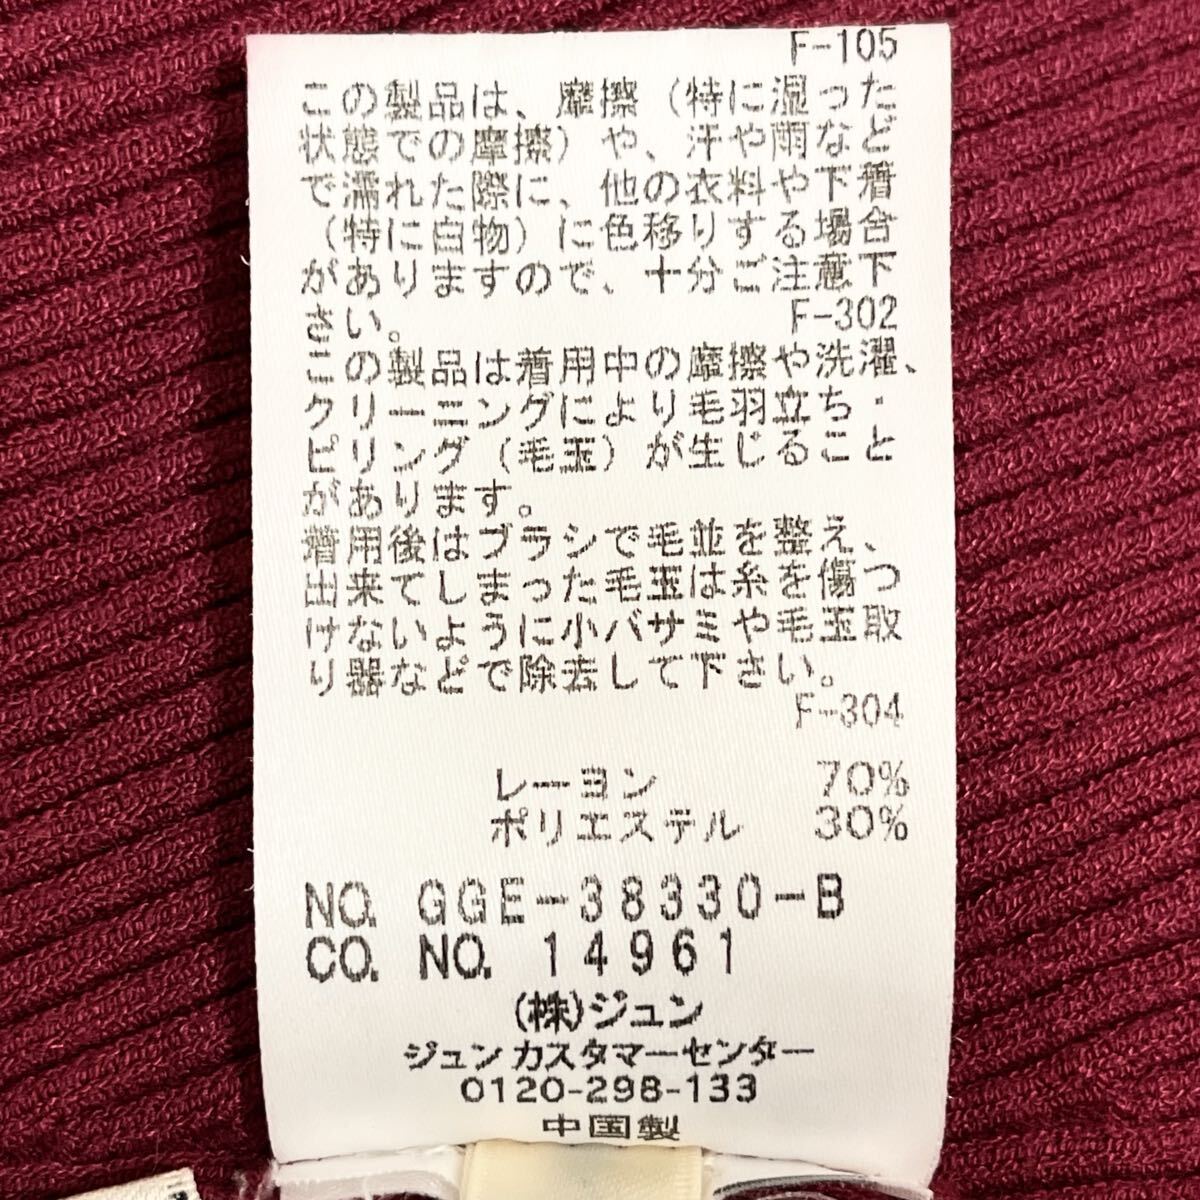 F-105
この製品は、摩擦（特に湿った
状態での摩擦）や、汗や雨など
で濡れた際に、他の衣料や下着
（特に白物）に色移りする場合
がありますので、十分ご注意下
さい。
F-302
この製品は着用中の摩擦や洗濯、
クリーニングにより毛羽立ち・
ピリング（毛玉）が生じること
があります。
着用後はブラシで毛並を整え、
出来てしまった毛玉は糸を傷つ
けないように小バサミや毛玉取
り器などで除去して下さい。
F-304
レーヨン 70%
ポリエステル 30%
NO. GGE-38330-B
CO. NO. 14961
(株)ジュン
ジュンカスタマーセンター
0120-298-133
中国製